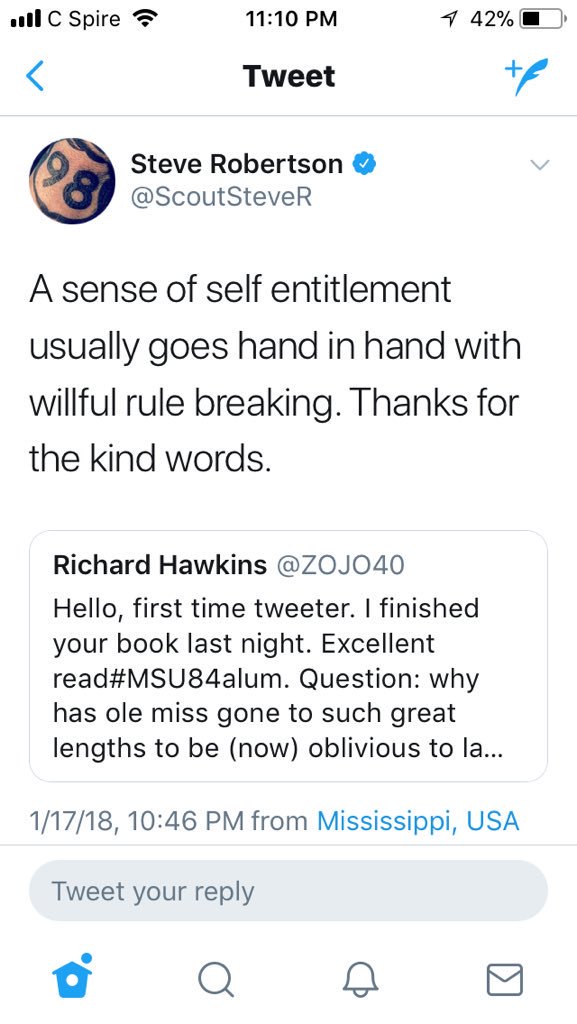 C Spire 11:10 PM 42%
Tweet
98
Steve Robertson
@ScoutSteveR
A sense of self entitlement
usually goes hand in hand with
willful rule breaking. Thanks for
the kind words.
Richard Hawkins @ZOJO40
Hello, first time tweeter. I finished
your book last night. Excellent
read#MSU84alum. Question: why
has ole miss gone to such great
lengths to be (now) oblivious to la...
1/17/18, 10:46 PM from Mississippi, USA
Tweet your reply